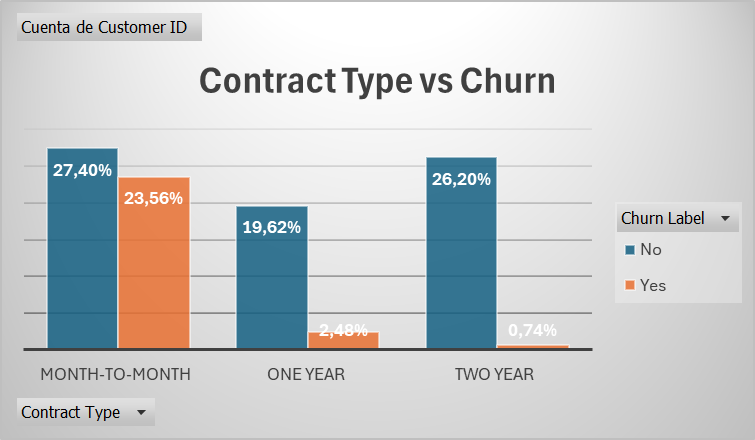 Cuenta de Customer ID
Contract Type vs Churn
27,40%
23,56%
19,62%
2,48%
26,20%
0,74%
MONTH-TO-MONTH
ONE YEAR
TWO YEAR
Churn Label
No
Yes
Contract Type